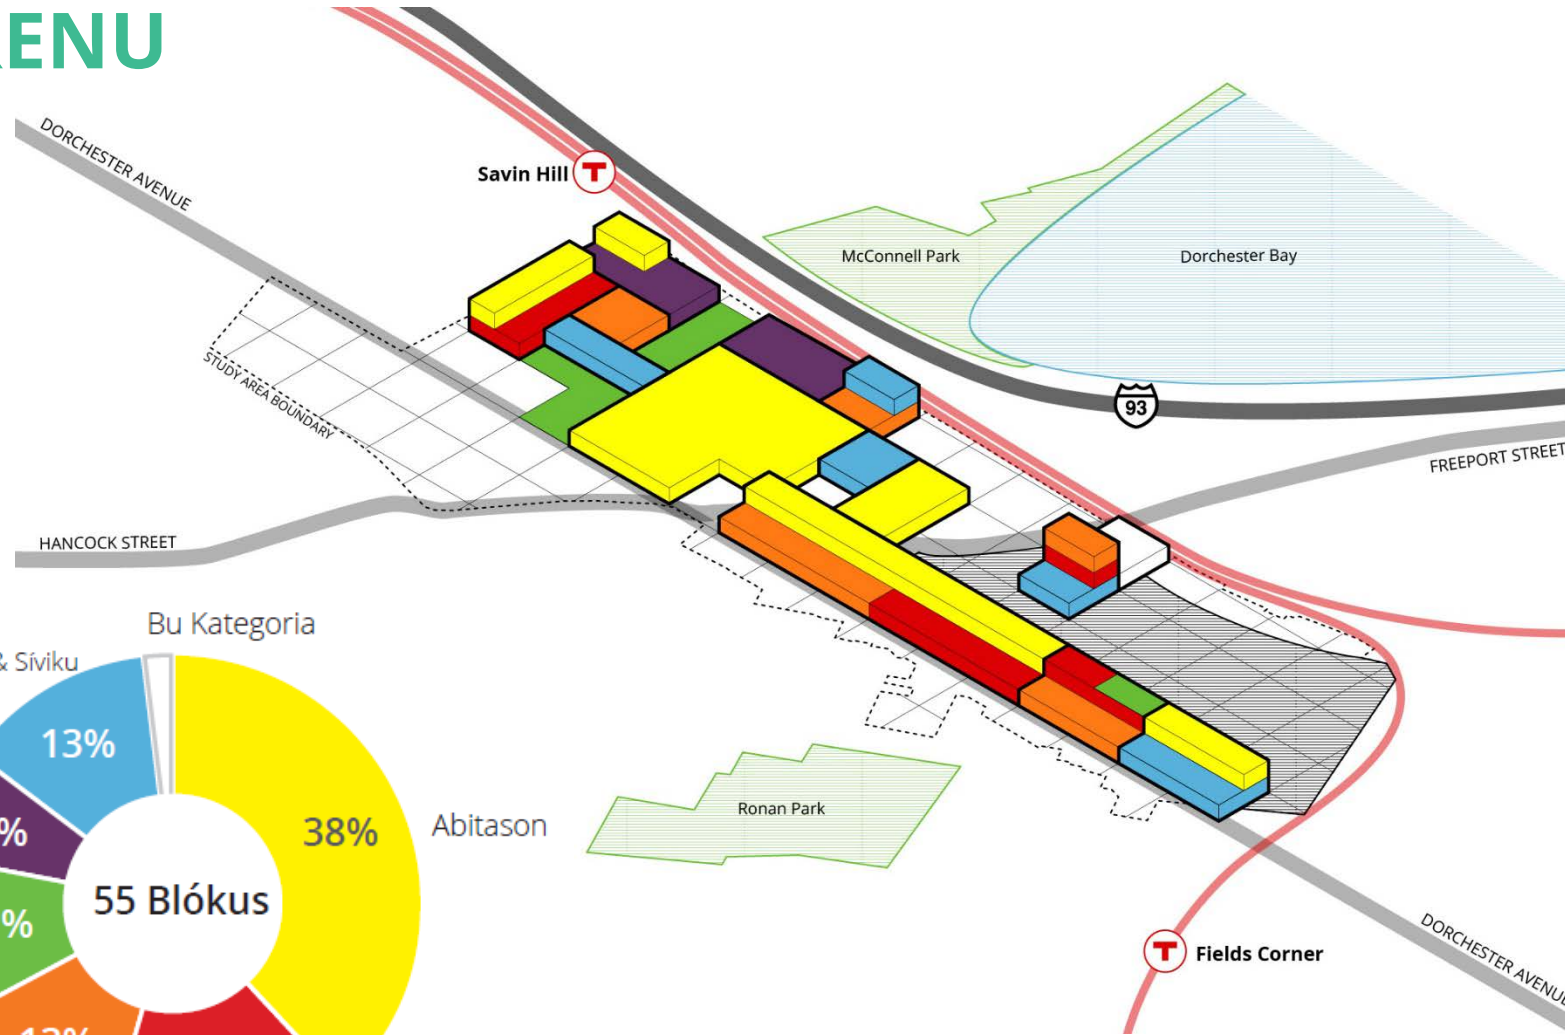 ENU
DORCHESTER AVENUE
Savin Hill
T
McConnell Park
Dorchester Bay
STUDY AREA BOUNDARY
93
FREEPORT STREET
HANCOCK STREET
Bu Kategoria
& Síviku
13%
38%
Abitason
%
55 Blókus
%
Ronan Park
T
Fields Corner
DORCHESTER AVENUE